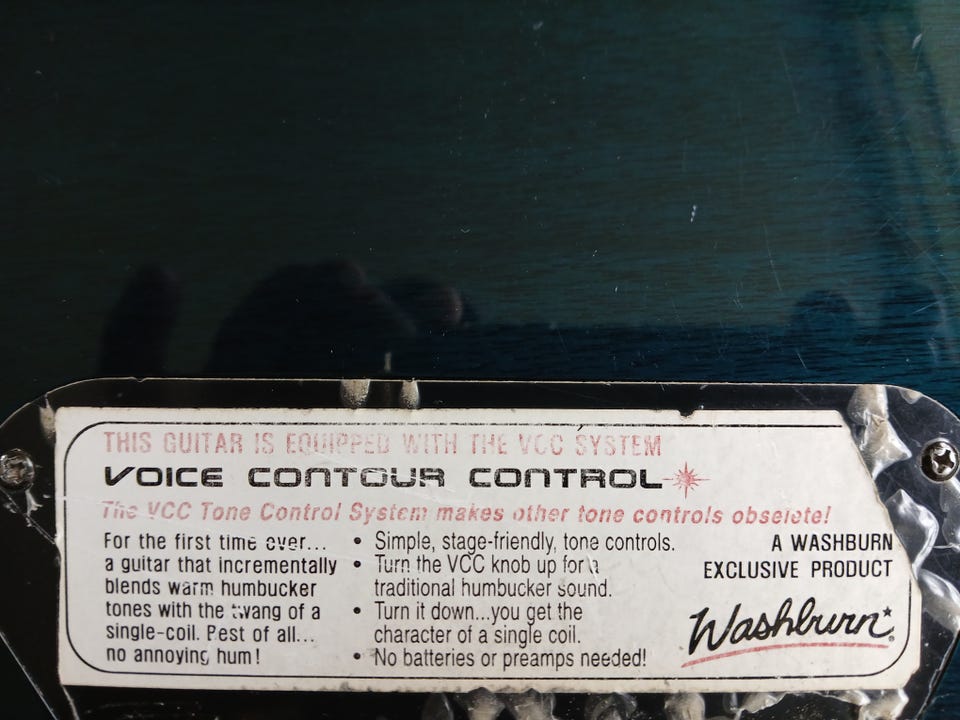 THIS GUITAR IS EQUIPPED WITH THE VCC SYSTEM
VOICE CONTOUR CONTROL
The VCC Tone Control System makes other tone controls obselete!
For the first time ever...
a guitar that incrementally
blends warm humbucker
tones with the twang of a
single-coil. Best of all...
no annoying hum!
• Simple, stage-friendly, tone controls.
• Turn the VCC knob up for a
traditional humbucker sound.
• Turn it down...you get the
character of a single coil.
• No batteries or preamps needed!
A WASHBURN
EXCLUSIVE PRODUCT
Washburn